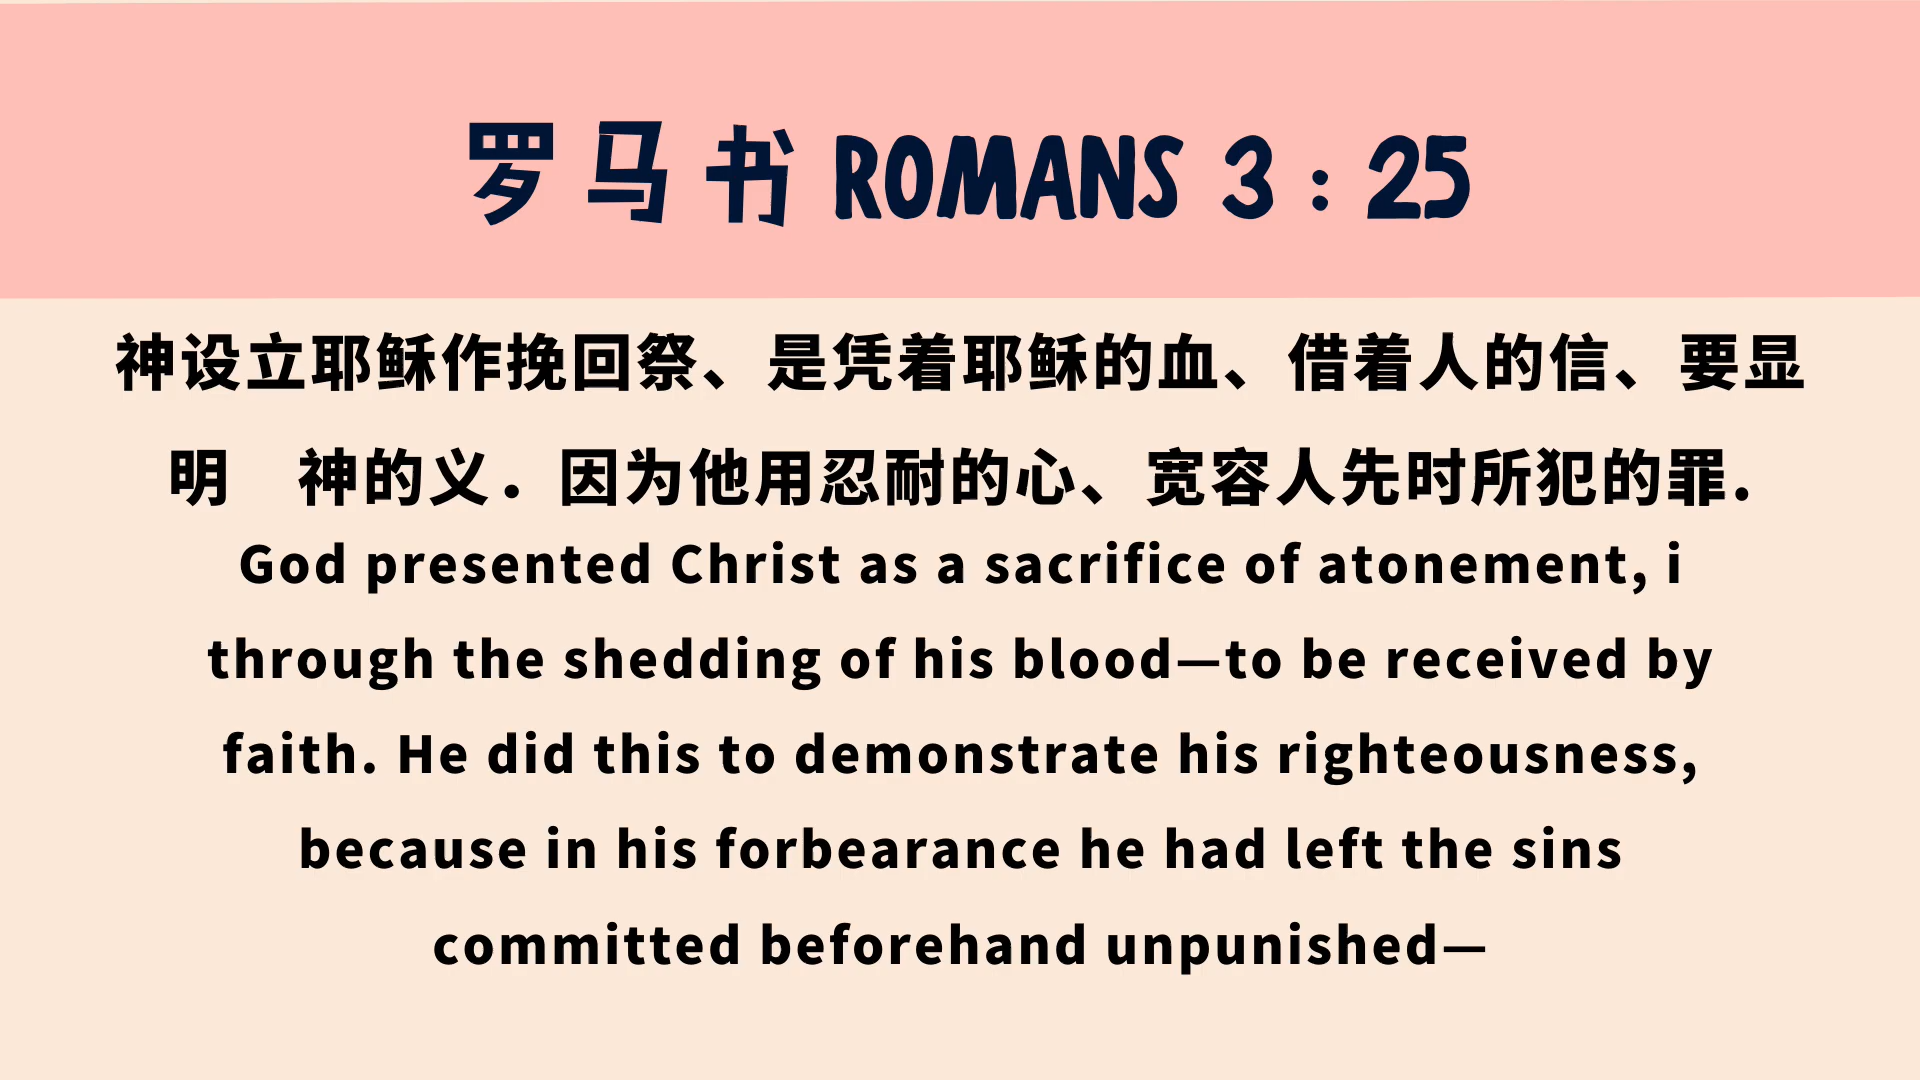 罗马书 ROMANS 3 : 25
神设立耶稣作挽回祭、是凭着耶稣的血、借着人的信、要显
明　神的义．因为他用忍耐的心、宽容人先时所犯的罪.
God presented Christ as a sacrifice of atonement, i
through the shedding of his blood—to be received by
faith. He did this to demonstrate his righteousness,
because in his forbearance he had left the sins
committed beforehand unpunished—